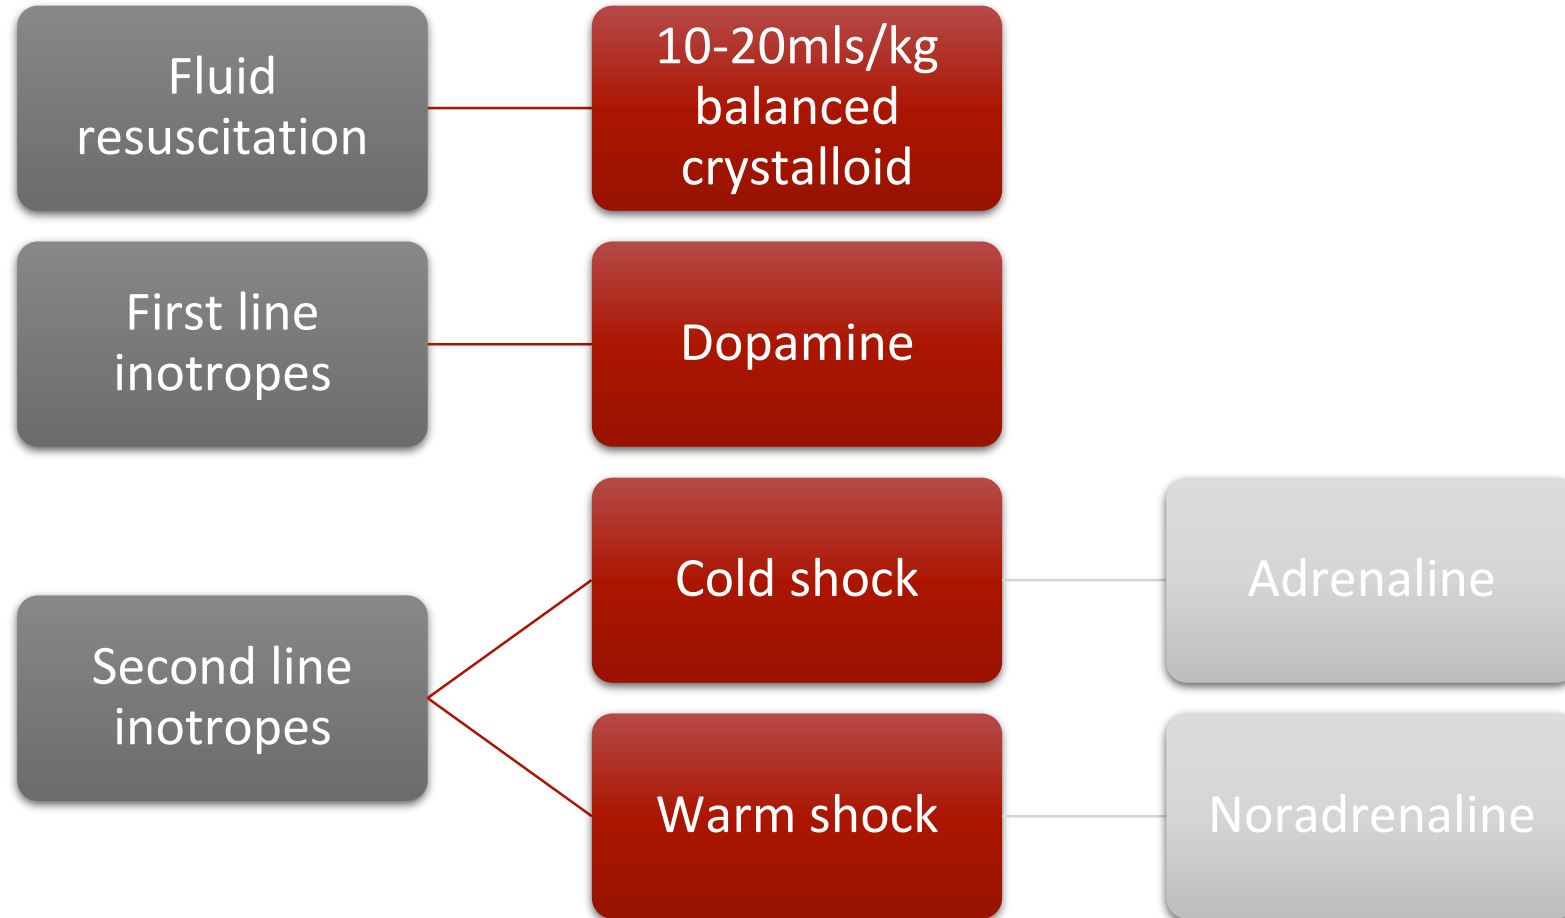 Fluid
resuscitation
10-20mls/kg
balanced
crystalloid
First line
inotropes
Dopamine
Second line
inotropes
Cold shock
Adrenaline
Warm shock
Noradrenaline